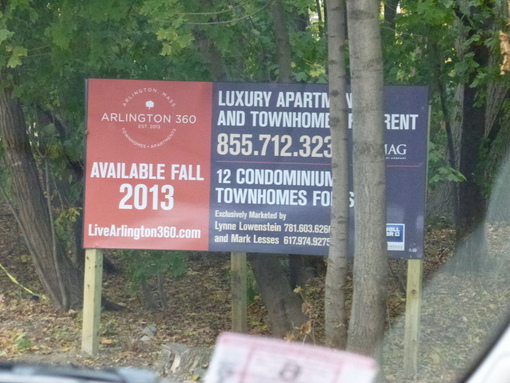 ARLINGTON, MASS
ARLINGTON 360
EST. 2013
TOWNHOMES • APARTMENTS
AVAILABLE FALL
2013
LiveArlington360.com
LUXURY APARTM
AND TOWNHOME RENT
855.712.323
12 CONDOMINIUM
TOWNHOMES FO S
Exclusively Marketed by
Lynne Lowenstein 781.603.626
and Mark Lesses 617.974.927
MAG
8